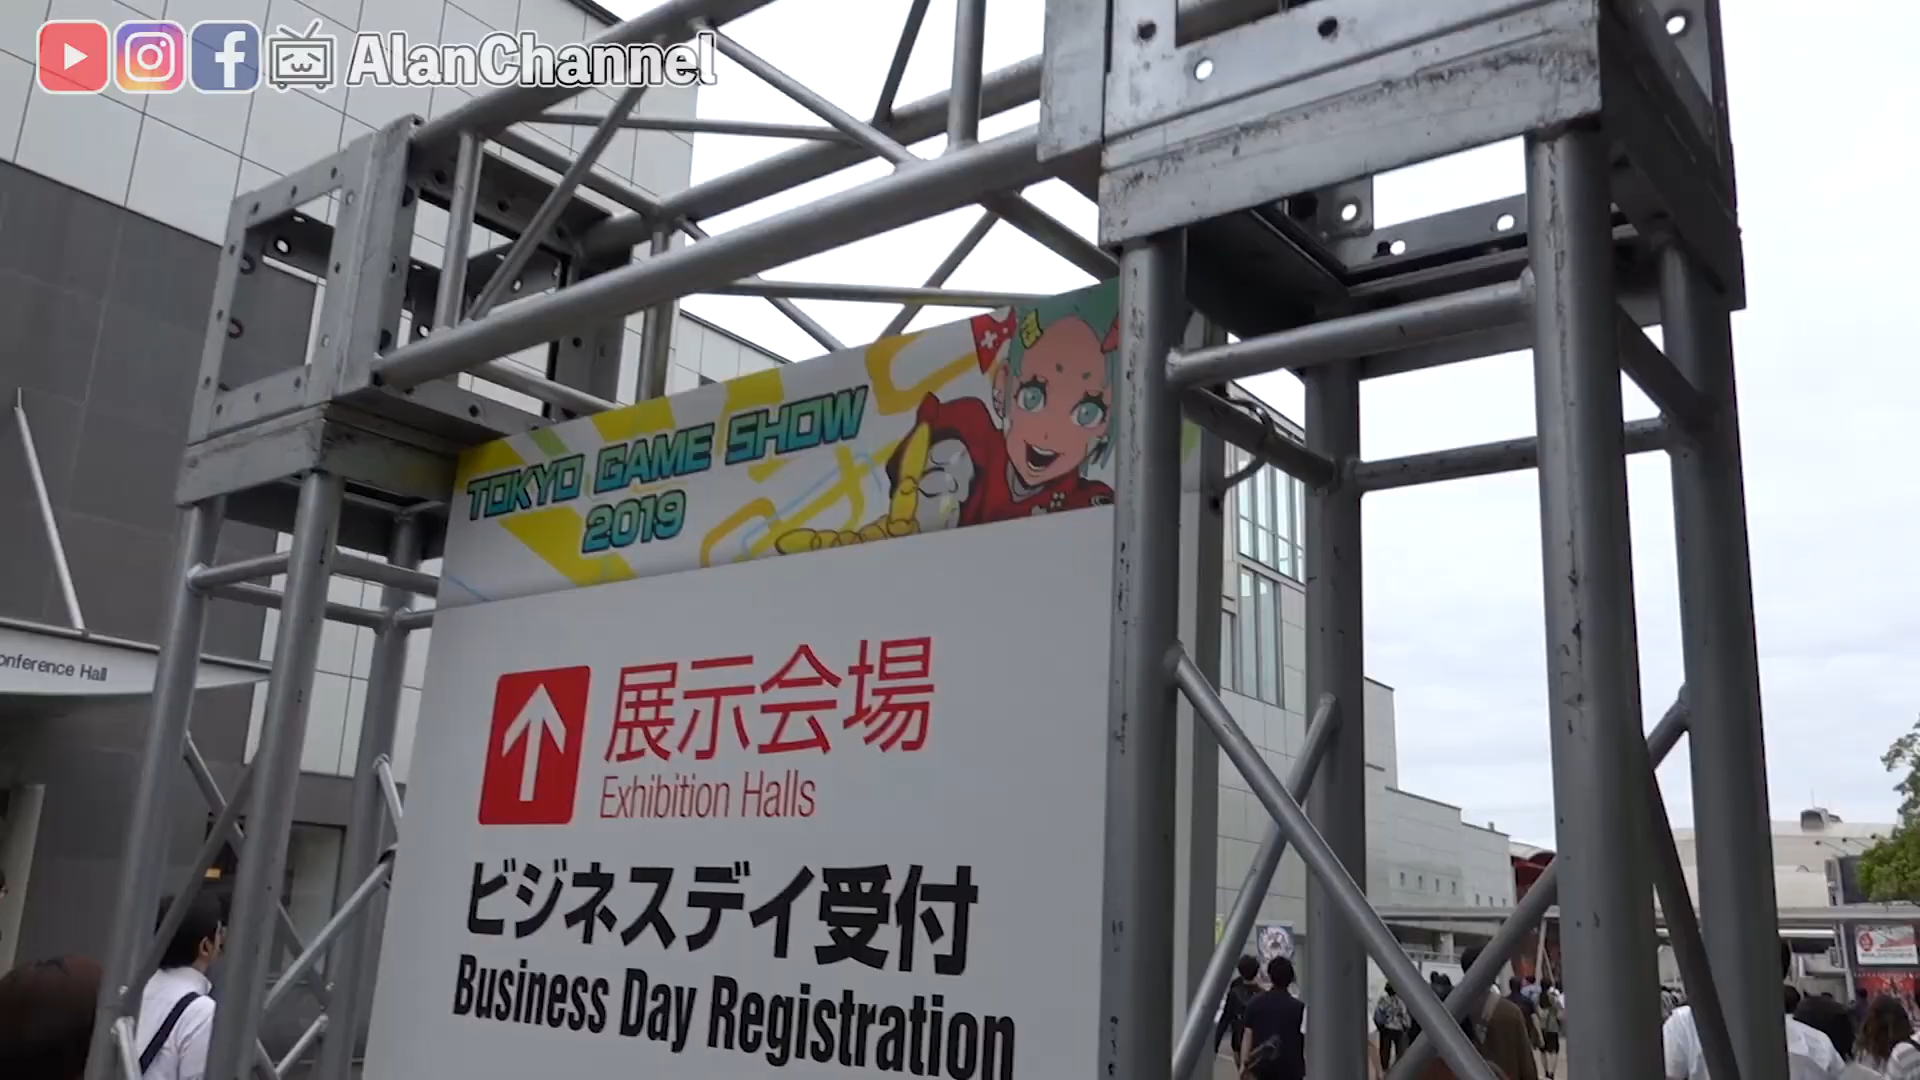 AlanChannel
TOKYO GAME SHOW
2019
onference Hall
展示会場
Exhibition Halls
ビジネスデイ受付
Business Day Registration